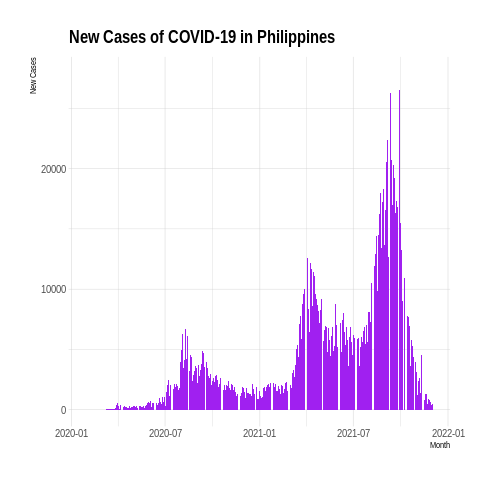 New Cases of COVID-19 in Philippines
New Cases
20000
10000
0
2020-01 2020-07 2021-01 2021-07 2022-01
Month